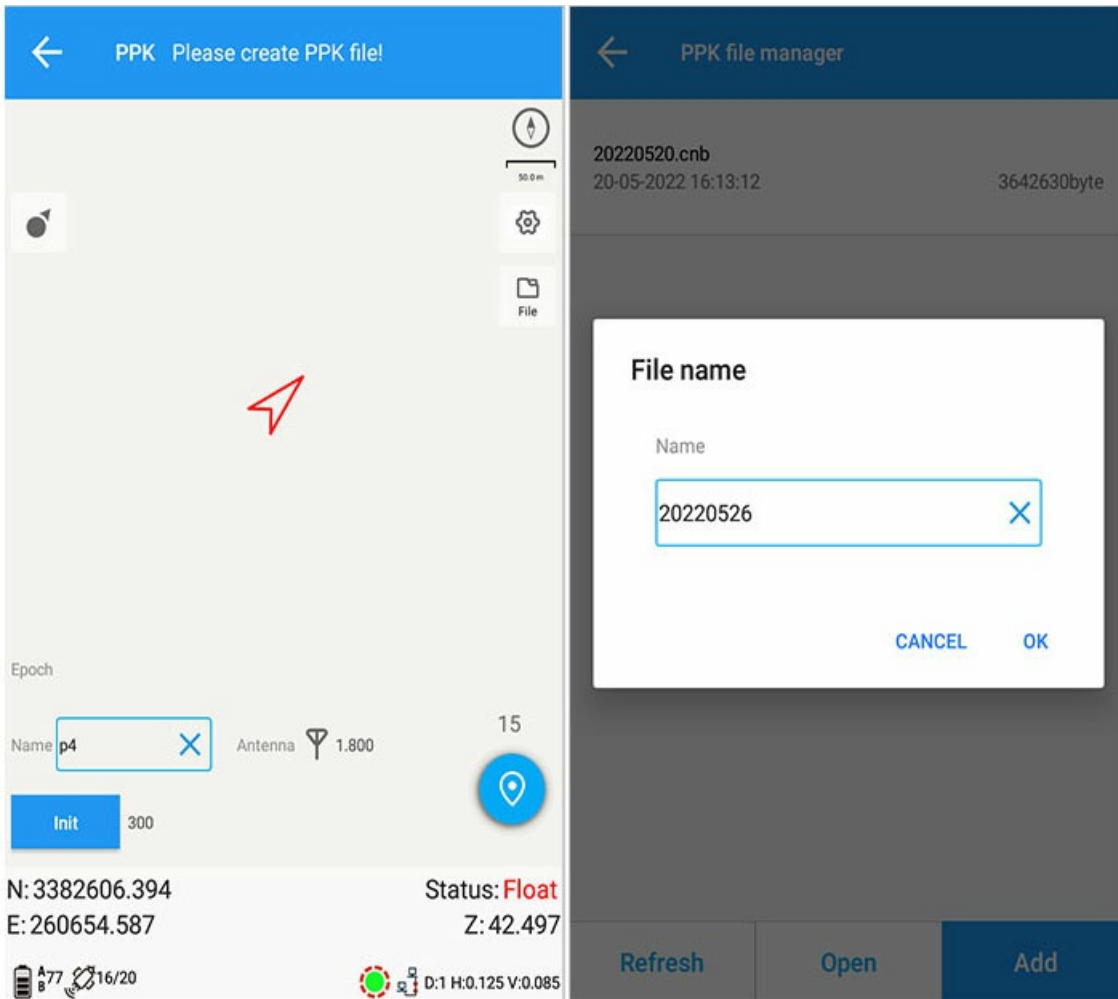 PPK Please create PPK file!
50.0 m
File
Epoch
15
Name p4 Antenna 1.800
Init 300
N: 3382606.394 Status: Float
E: 260654.587 Z: 42.497
A
B 77 16/20 D:1 H:0.125 V:0.085
PPK file manager
20220520.cnb
20-05-2022 16:13:12 3642630byte
File name
Name
20220526
CANCEL OK
Refresh Open Add